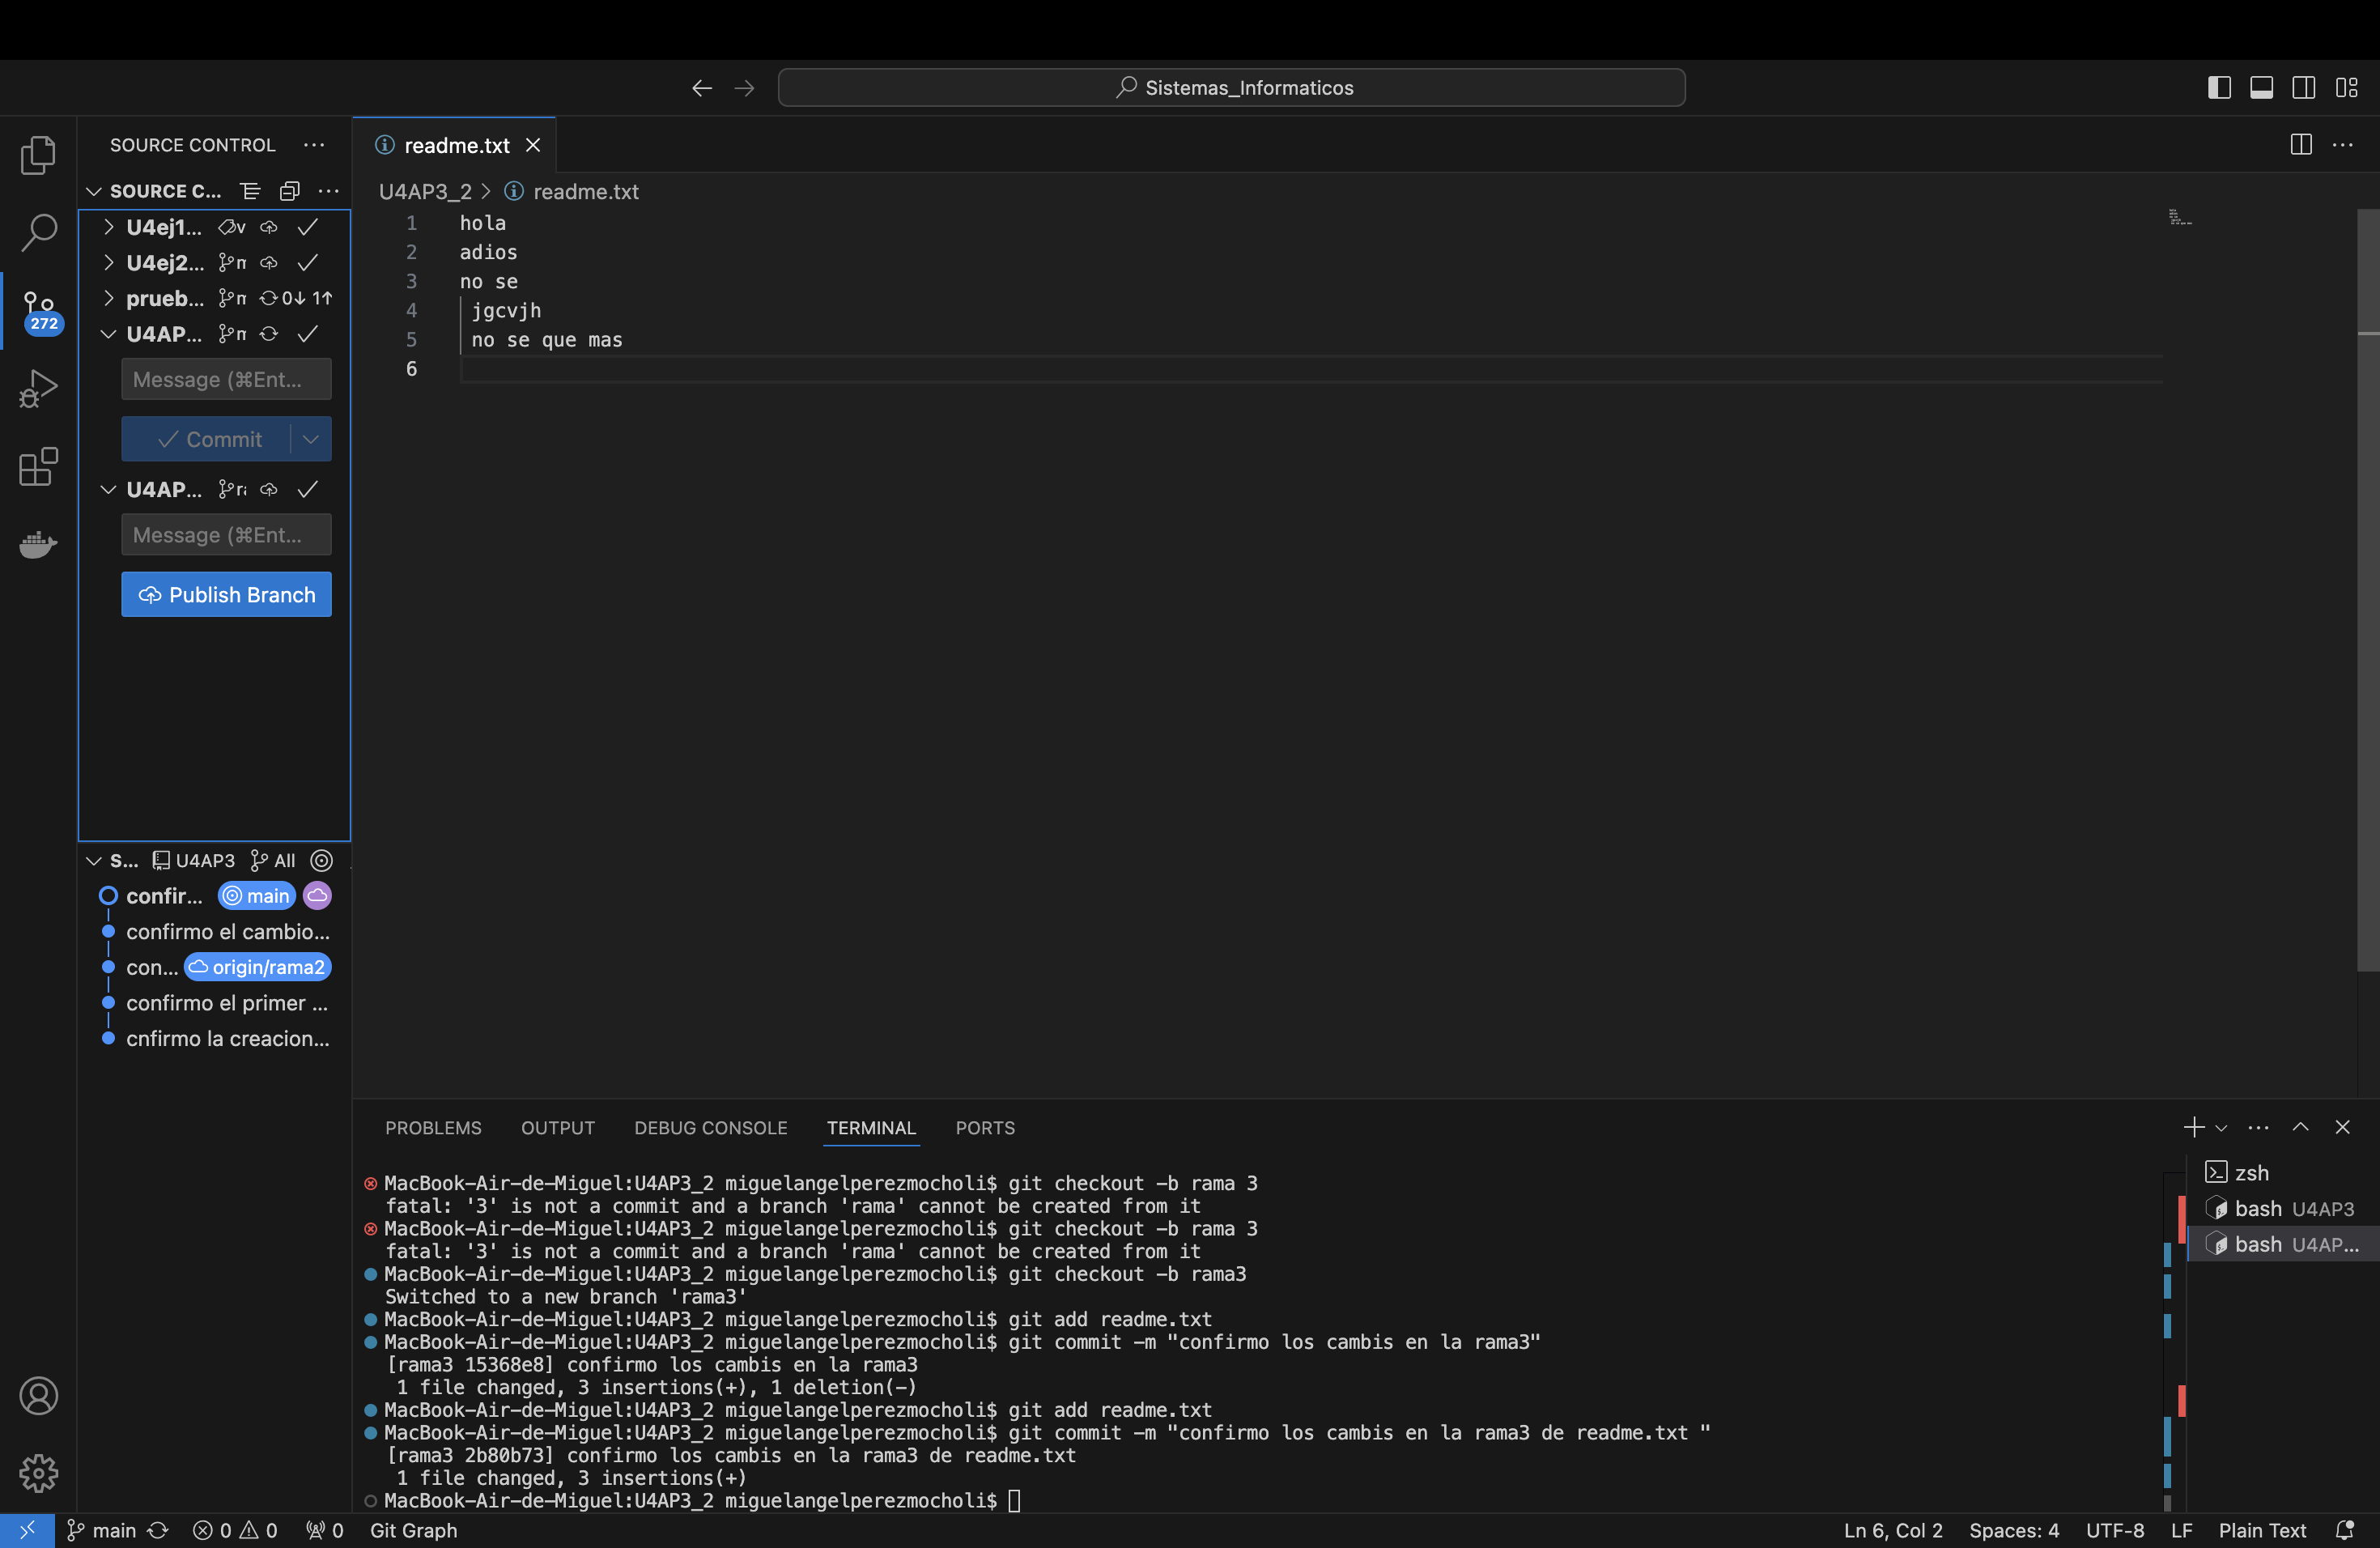 Sistemas_Informaticos
SOURCE CONTROL
readme.txt
SOURCE C...
U4AP3_2 > readme.txt
U4ej1... v
U4ej2...
prueb... 0↓ 1↑
U4AP...
Message (⌘Ent...
Commit
U4AP...
Message (⌘Ent...
Publish Branch
272
1 hola
2 adios
3 no se
4 jgcvjh
5 no se que mas
6
S... U4AP3 All
confir... main
confirmo el cambio...
con... origin/rama2
confirmo el primer ...
cnfirmo la creacion...
PROBLEMS OUTPUT DEBUG CONSOLE TERMINAL PORTS
MacBook-Air-de-Miguel:U4AP3_2 miguelangelperezmocholi$ git checkout -b rama 3
fatal: '3' is not a commit and a branch 'rama' cannot be created from it
MacBook-Air-de-Miguel:U4AP3_2 miguelangelperezmocholi$ git checkout -b rama 3
fatal: '3' is not a commit and a branch 'rama' cannot be created from it
MacBook-Air-de-Miguel:U4AP3_2 miguelangelperezmocholi$ git checkout -b rama3
Switched to a new branch 'rama3'
MacBook-Air-de-Miguel:U4AP3_2 miguelangelperezmocholi$ git add readme.txt
MacBook-Air-de-Miguel:U4AP3_2 miguelangelperezmocholi$ git commit -m "confirmo los cambis en la rama3"
[rama3 15368e8] confirmo los cambis en la rama3
1 file changed, 3 insertions(+), 1 deletion(-)
MacBook-Air-de-Miguel:U4AP3_2 miguelangelperezmocholi$ git add readme.txt
MacBook-Air-de-Miguel:U4AP3_2 miguelangelperezmocholi$ git commit -m "confirmo los cambis en la rama3 de readme.txt "
[rama3 2b80b73] confirmo los cambis en la rama3 de readme.txt
1 file changed, 3 insertions(+)
MacBook-Air-de-Miguel:U4AP3_2 miguelangelperezmocholi$
zsh
bash U4AP3
bash U4AP...
main 0 0 0 Git Graph
Ln 6, Col 2 Spaces: 4 UTF-8 LF Plain Text